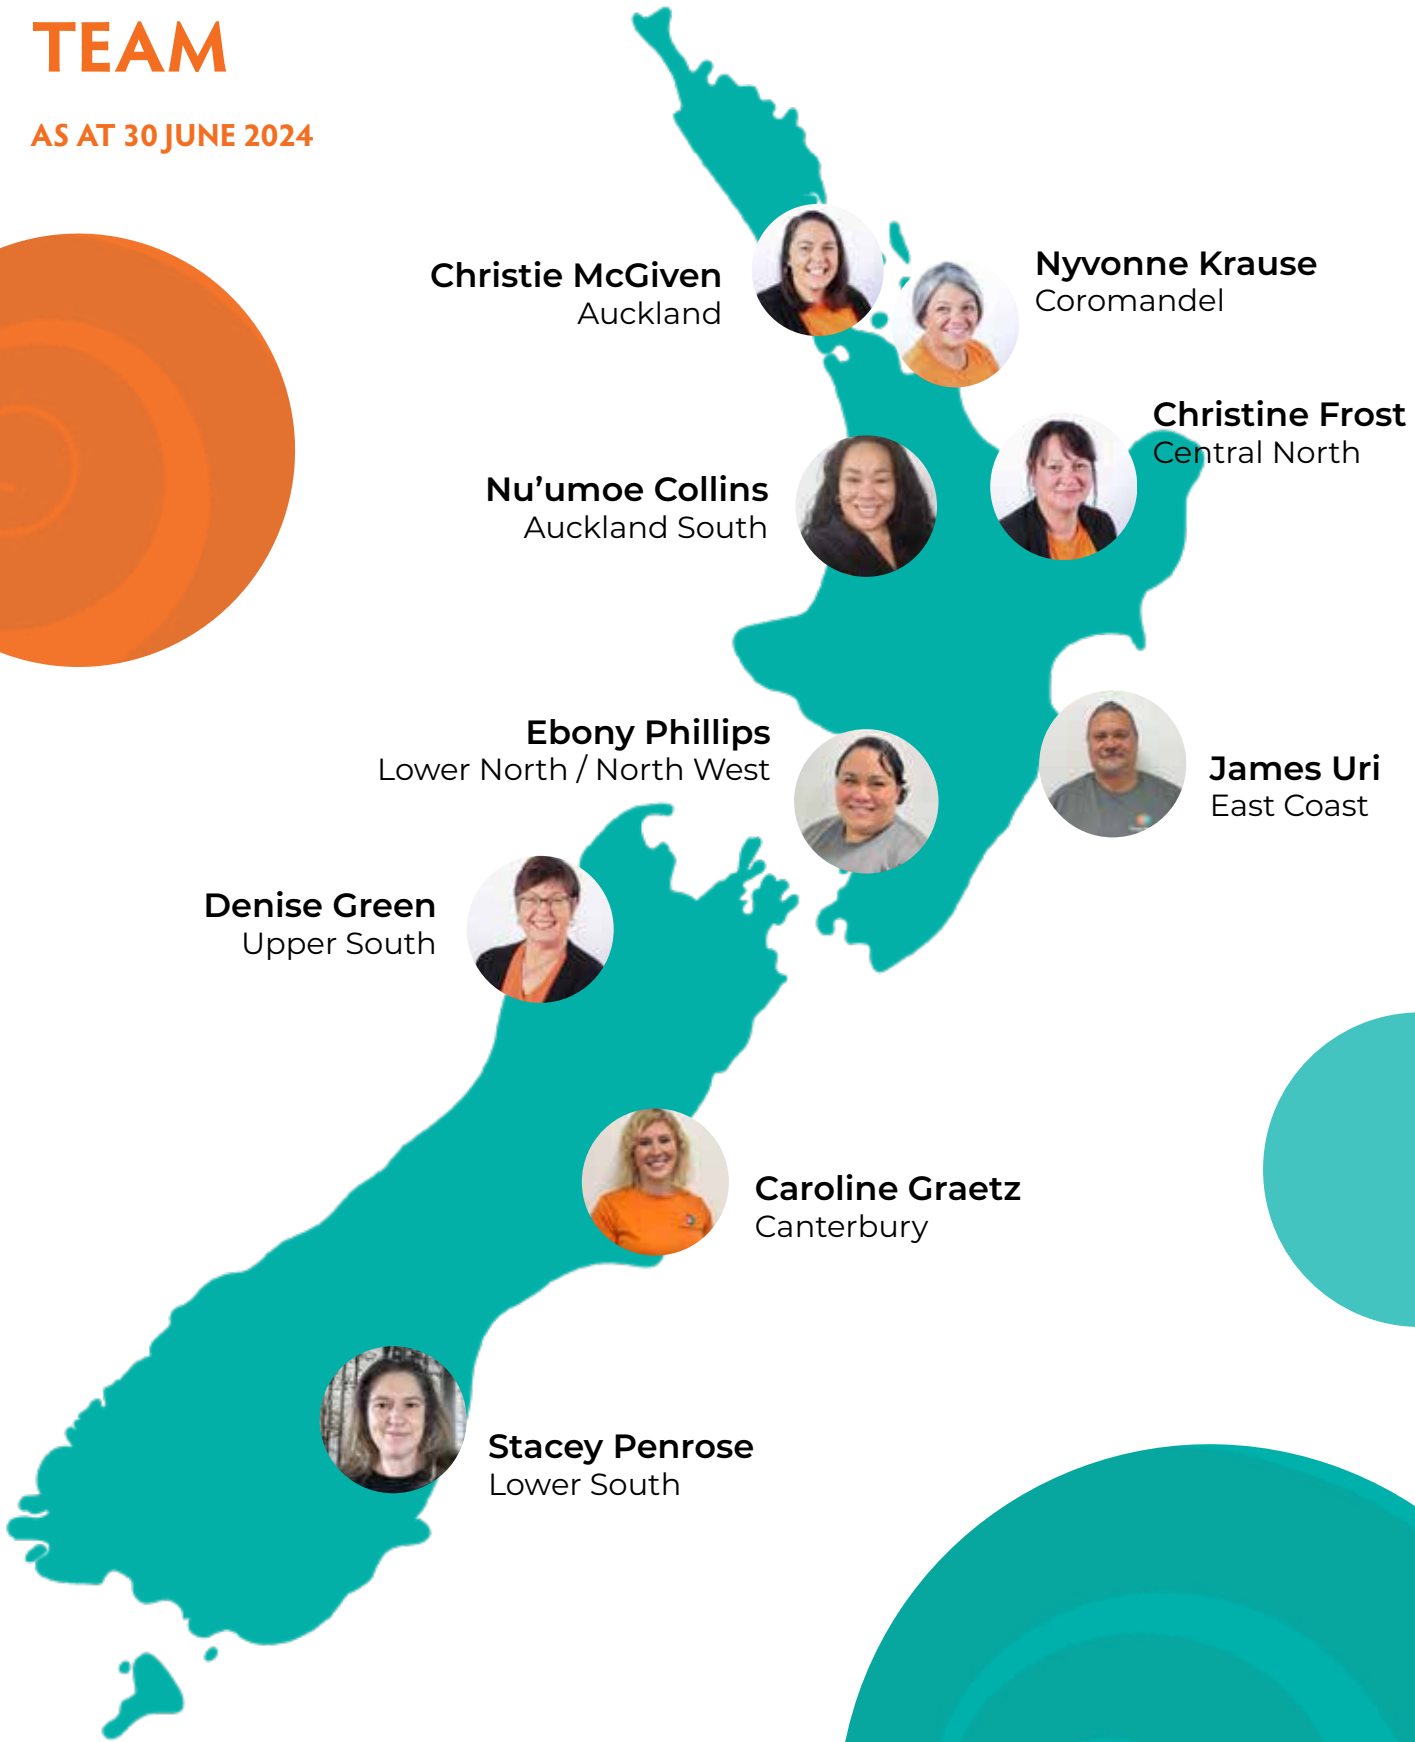 TEAM
AS AT 30 JUNE 2024
Christie McGiven
Auckland
Nyvonne Krause
Coromandel
Christine Frost
Central North
Nu’umoe Collins
Auckland South
Ebony Phillips
Lower North / North West
James Uri
East Coast
Denise Green
Upper South
Caroline Graetz
Canterbury
Stacey Penrose
Lower South